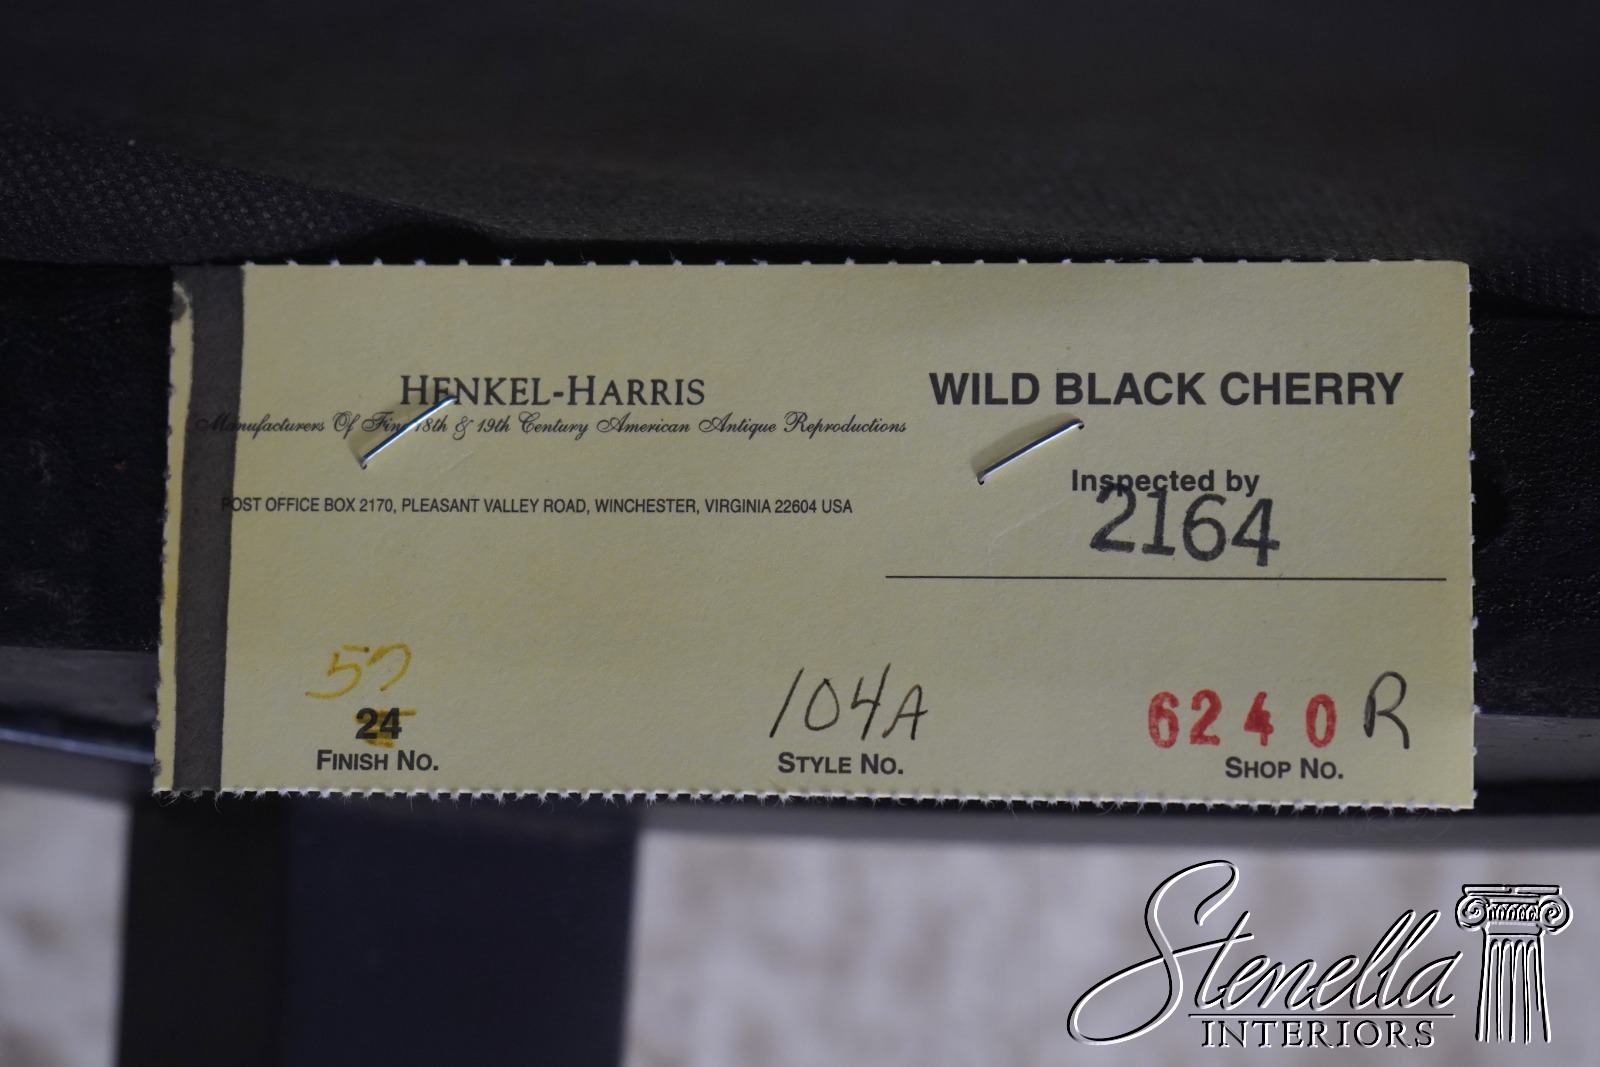 HENKEL-HARRIS
Manufacturers Of Fine 18th & 19th Century American Antique Reproductions
POST OFFICE BOX 2170, PLEASANT VALLEY ROAD, WINCHESTER, VIRGINIA 22604 USA
WILD BLACK CHERRY
Inspected by
2164
57
24
FINISH NO.
104A
STYLE NO.
6240 R
SHOP NO.
Stenella
INTERIORS